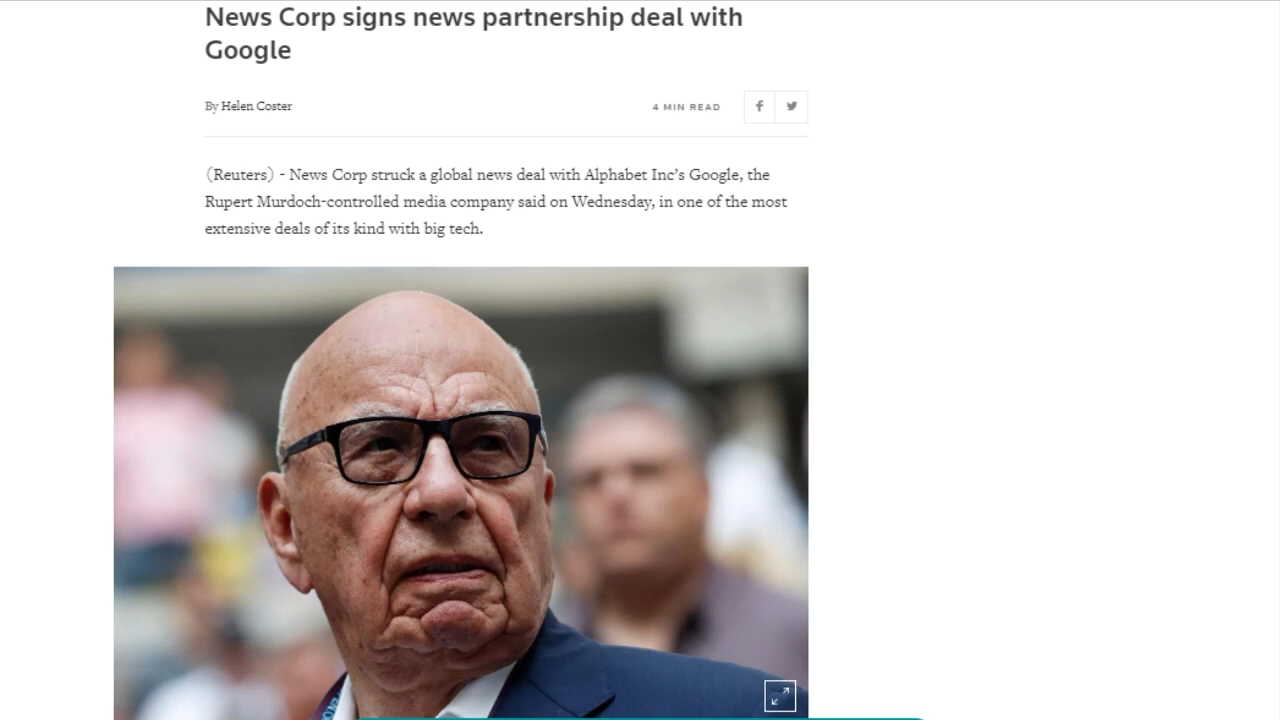 News Corp signs news partnership deal with
Google
By Helen Coster
4 MIN READ
(Reuters) - News Corp struck a global news deal with Alphabet Inc’s Google, the
Rupert Murdoch-controlled media company said on Wednesday, in one of the most
extensive deals of its kind with big tech.